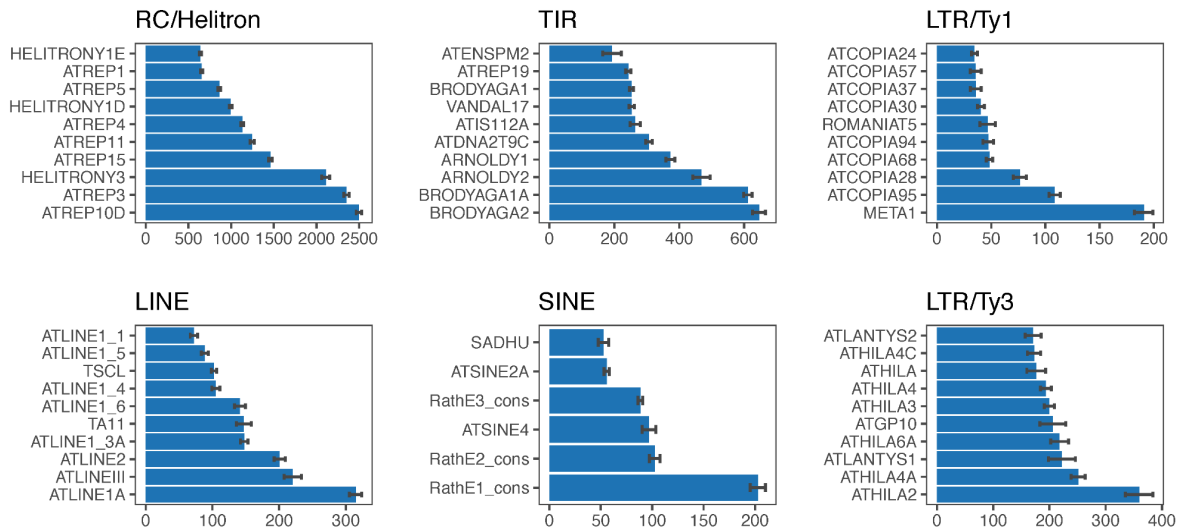 RC/Helitron
HELITRONY1E
ATREP1
ATREP5
HELITRONY1D
ATREP4
ATREP11
ATREP15
HELITRONY3
ATREP3
ATREP10D
0 500 1000 1500 2000 2500
TIR
ATENSPM2
ATREP19
BRODYAGA1
VANDAL17
ATIS112A
ATDNA2T9C
ARNOLDY1
ARNOLDY2
BRODYAGA1A
BRODYAGA2
0 200 400 600
LTR/Ty1
ATCOPIA24
ATCOPIA57
ATCOPIA37
ATCOPIA30
ROMANIAT5
ATCOPIA94
ATCOPIA68
ATCOPIA28
ATCOPIA95
META1
0 50 100 150 200
LINE
ATLINE1_1
ATLINE1_5
TSCL
ATLINE1_4
ATLINE1_6
TA11
ATLINE1_3A
ATLINE2
ATLINEIII
ATLINE1A
0 100 200 300
SINE
SADHU
ATSINE2A
RathE3_cons
ATSINE4
RathE2_cons
RathE1_cons
0 50 100 150 200
LTR/Ty3
ATLANTYS2
ATHILA4C
ATHILA
ATHILA4
ATHILA3
ATGP10
ATHILA6A
ATLANTYS1
ATHILA4A
ATHILA2
0 100 200 300 400